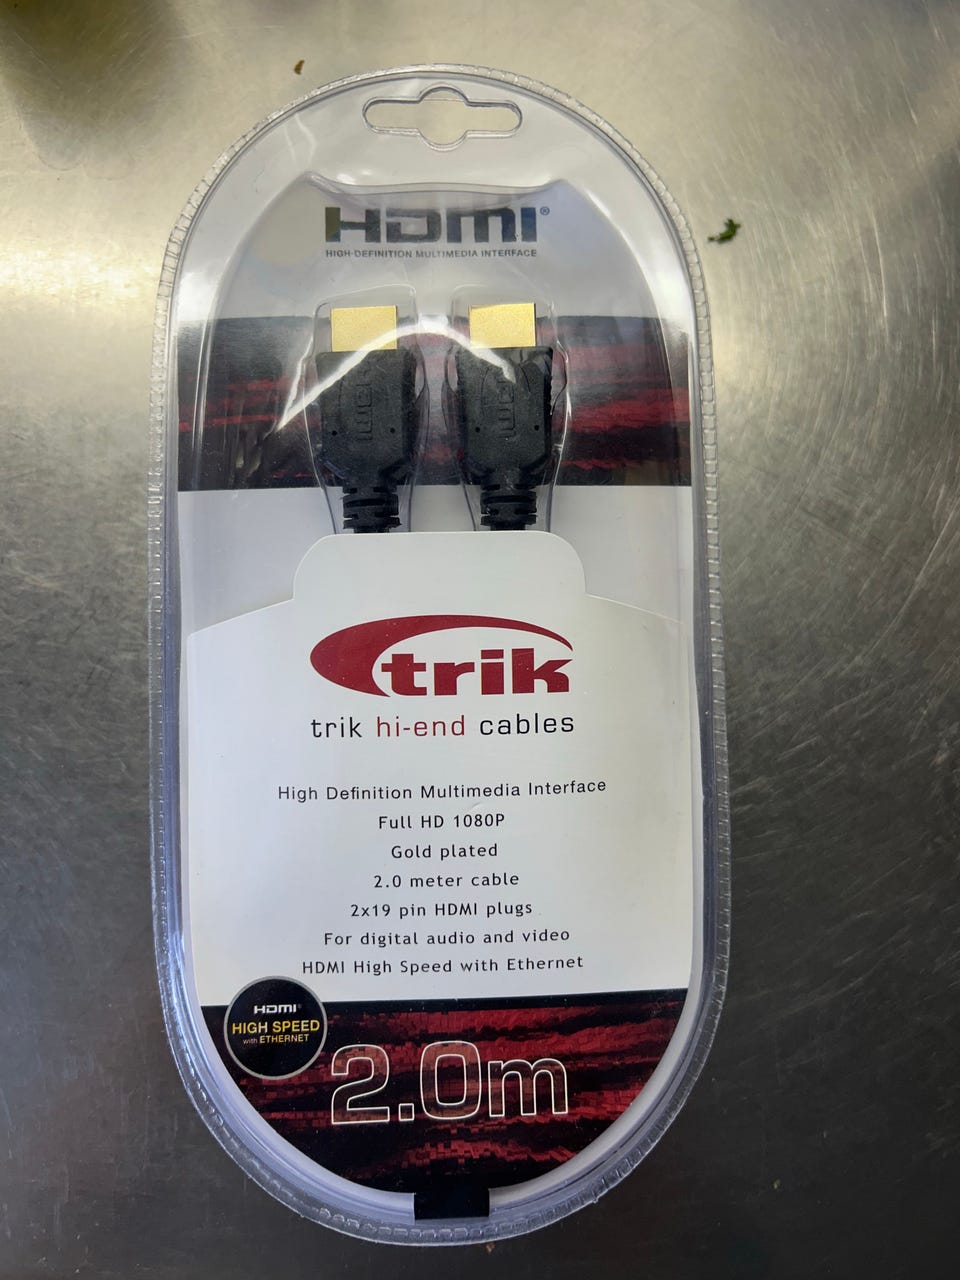 HDMI®
HIGH-DEFINITION MULTIMEDIA INTERFACE
HDMI
HDMI
trik
trik hi-end cables
High Definition Multimedia Interface
Full HD 1080P
Gold plated
2.0 meter cable
2x19 pin HDMI plugs
For digital audio and video
HDMI High Speed with Ethernet
HDMI®
HIGH SPEED
with ETHERNET
2.0m